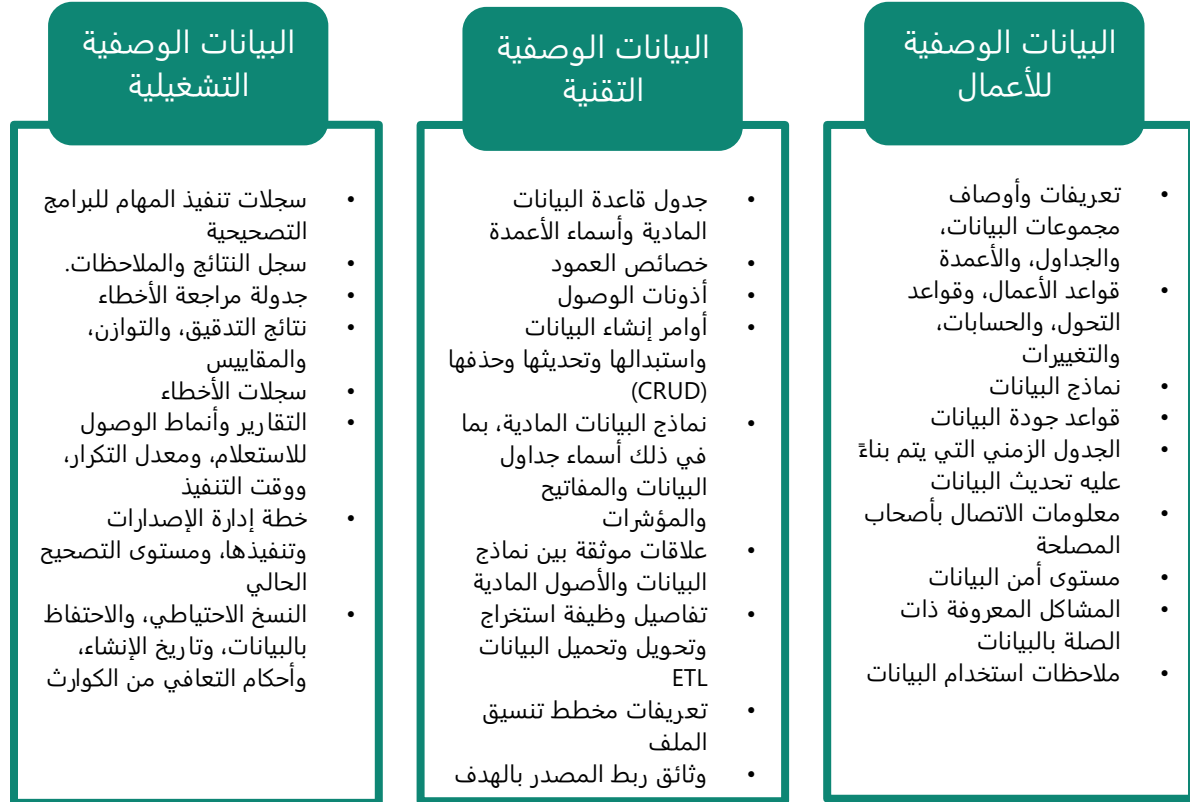 البيانات الوصفية
للأعمال
• تعريفات وأوصاف
مجموعات البيانات،
والجداول، والأعمدة
• قواعد الأعمال، وقواعد
التحول، والحسابات،
والتغييرات
• نماذج البيانات
• قواعد جودة البيانات
• الجدول الزمني التي يتم بناءً
عليه تحديث البيانات
• معلومات الاتصال بأصحاب
المصلحة
• مستوى أمن البيانات
• المشاكل المعروفة ذات
الصلة بالبيانات
• ملاحظات استخدام البيانات
البيانات الوصفية
التقنية
• جدول قاعدة البيانات
المادية وأسماء الأعمدة
• خصائص العمود
• أذونات الوصول
• أوامر إنشاء البيانات
واستبدالها وتحديثها وحذفها
(CRUD)
• نماذج البيانات المادية، بما
في ذلك أسماء جداول
البيانات والمفاتيح
والمؤشرات
• علاقات موثقة بين نماذج
البيانات والأصول المادية
• تفاصيل وظيفة استخراج
وتحويل وتحميل البيانات
ETL
• تعريفات مخطط تنسيق
الملف
• وثائق ربط المصدر بالهدف
البيانات الوصفية
التشغيلية
• سجلات تنفيذ المهام للبرامج
التصحيحية
• سجل النتائج والملاحظات.
• جدولة مراجعة الأخطاء
• نتائج التدقيق، والتوازن،
والمقاييس
• سجلات الأخطاء
• التقارير وأنماط الوصول
للاستعلام، ومعدل التكرار،
ووقت التنفيذ
• خطة إدارة الإصدارات
وتنفيذها، ومستوى التصحيح
الحالي
• النسخ الاحتياطي، والاحتفاظ
بالبيانات، وتاريخ الإنشاء،
وأحكام التعافي من الكوارث